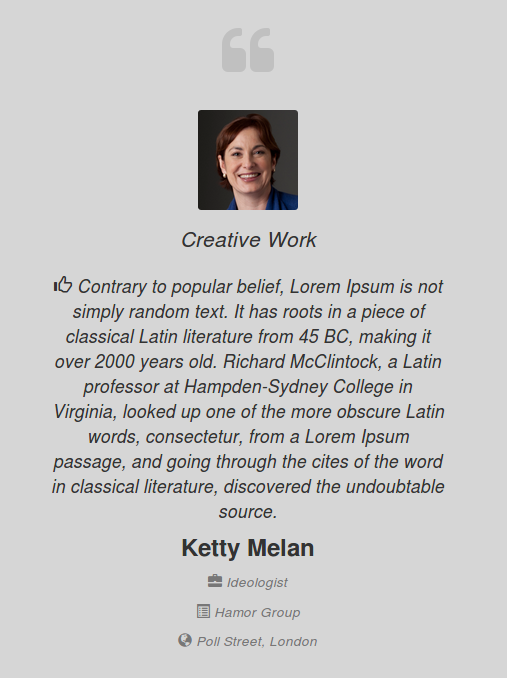 Creative Work
Contrary to popular belief, Lorem Ipsum is not
simply random text. It has roots in a piece of
classical Latin literature from 45 BC, making it
over 2000 years old. Richard McClintock, a Latin
professor at Hampden-Sydney College in
Virginia, looked up one of the more obscure Latin
words, consectetur, from a Lorem Ipsum
passage, and going through the cites of the word
in classical literature, discovered the undoubtable
source.
Ketty Melan
Ideologist
Hamor Group
Poll Street, London